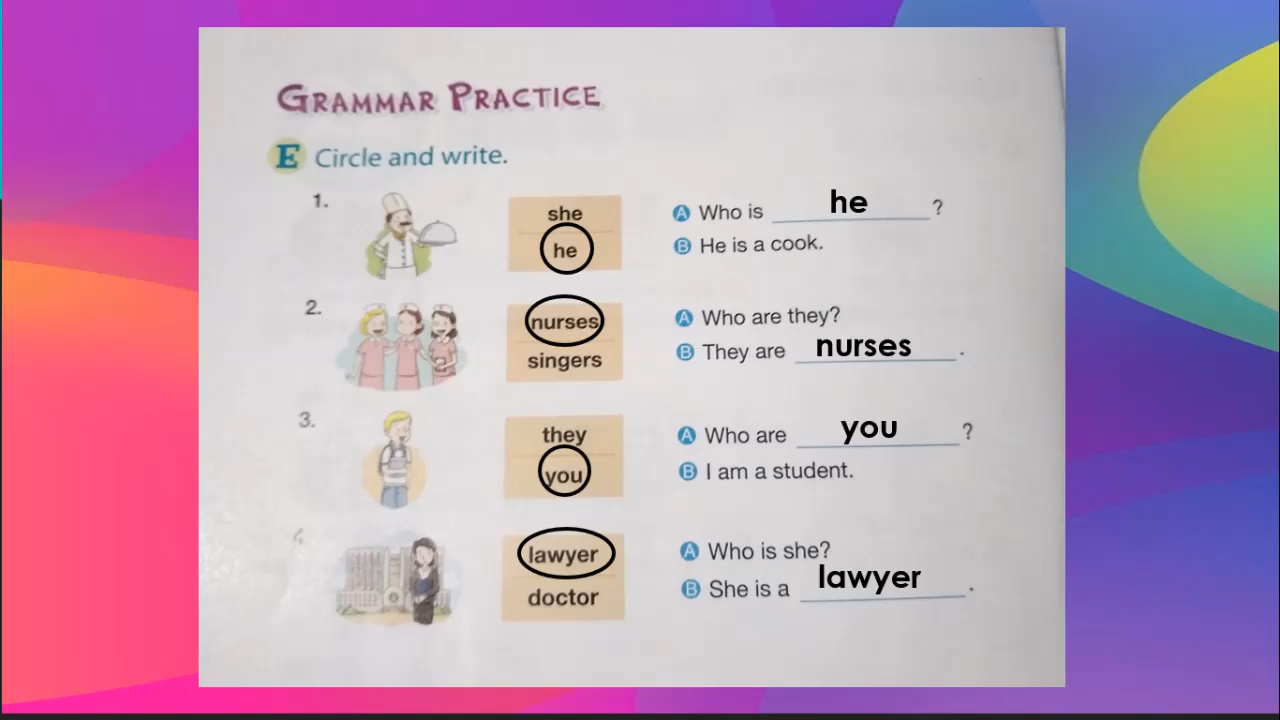 GRAMMAR PRACTICE
E Circle and write.
1.
she
he
A Who is he ?
B He is a cook.
2.
nurses
singers
A Who are they?
B They are nurses .
3.
they
you
A Who are you ?
B I am a student.
4.
lawyer
doctor
A Who is she?
B She is a lawyer .